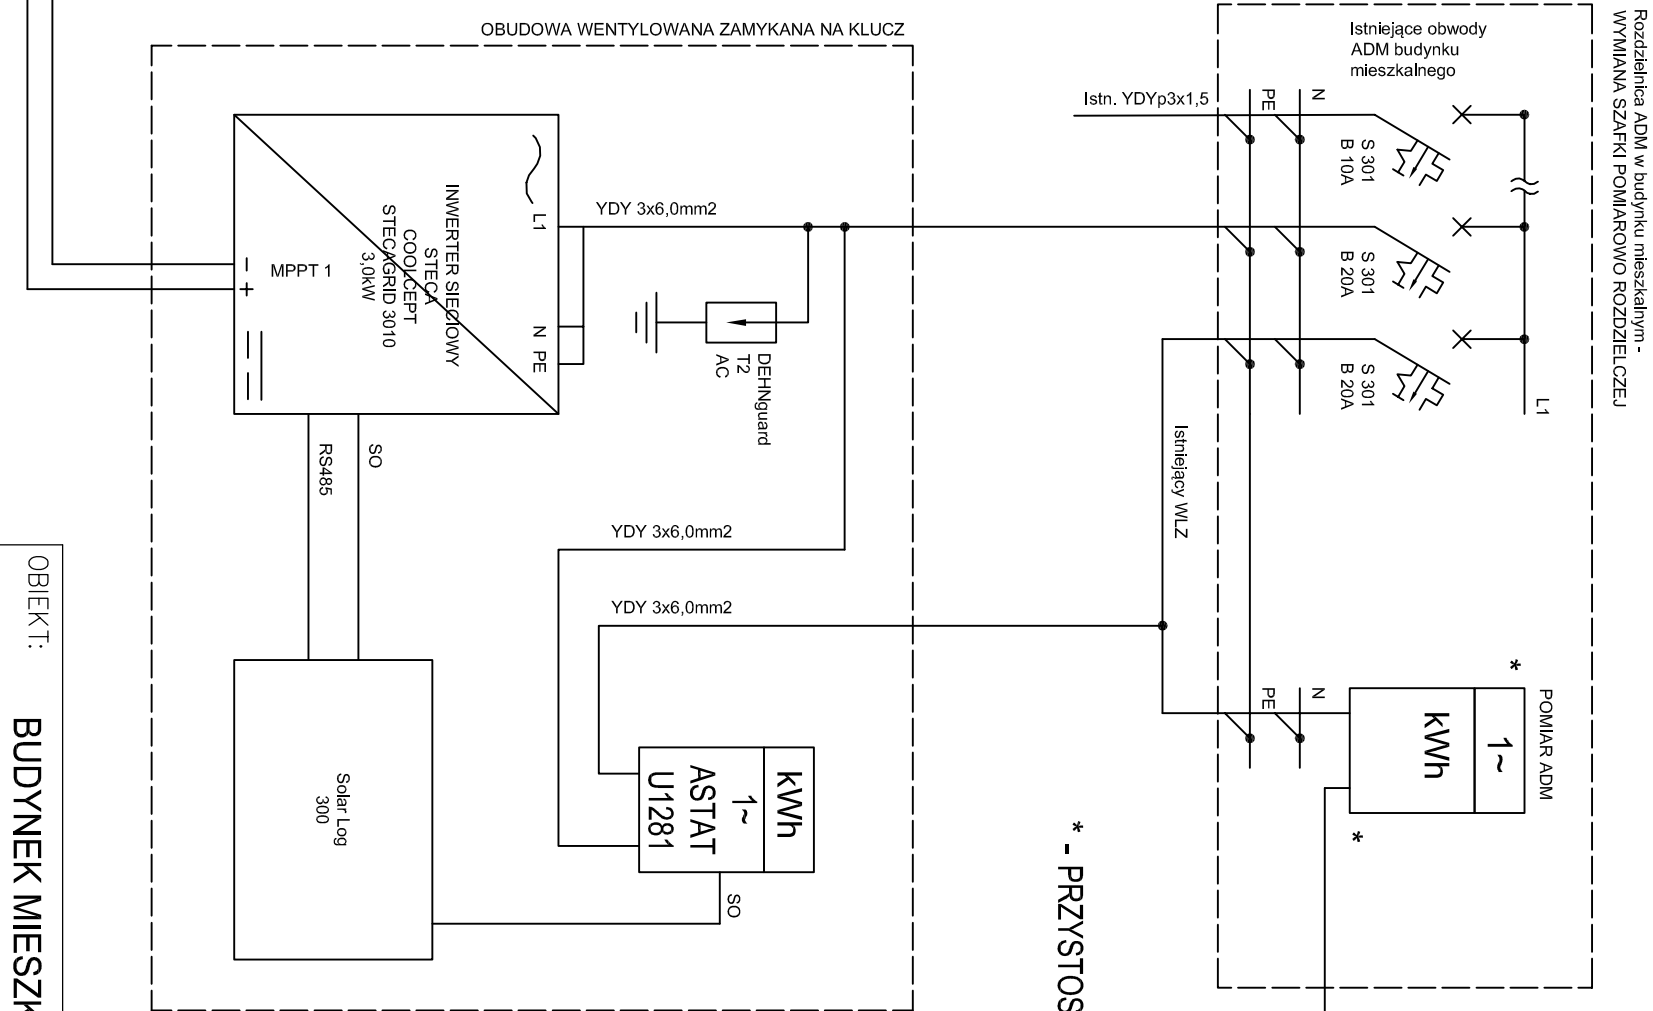 Rozdzielnica ADM w budynku mieszkalnym -
WYMIANA SZAFKI POMIAROWO ROZDZIELCZEJ
OBUDOWA WENTYLOWANA ZAMYKANA NA KLUCZ
Istniejące obwody
ADM budynku
mieszkalnego
Istn. YDYp3x1,5
PE
N
S 301
B 10A
S 301
B 20A
S 301
B 20A
L1
YDY 3x6,0mm2
L1
N
PE
INWERTER SIECIOWY
STECA
COOLCEPT
STECAGRID 3010
3,0kW
MPPT 1
- +
DEHNguard
T2
AC
SO
RS485
YDY 3x6,0mm2
YDY 3x6,0mm2
Istniejący WLZ
PE
N
*
POMIAR ADM
1~
kWh
*
kWh
1~
ASTAT
U1281
SO
Solar Log
300
* - PRZYSTOS
OBIEKT:
BUDYNEK MIESZK